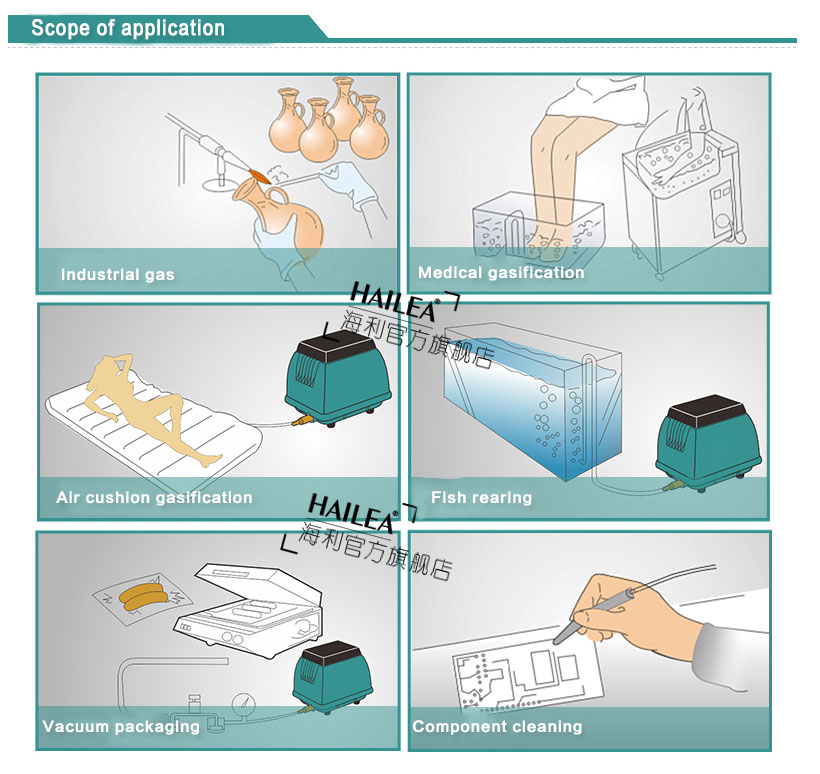 Scope of application
Industrial gas
Medical gasification
HAILEA®
海利官方旗舰店
Air cushion gasification
Fish rearing
HAILEA®
海利官方旗舰店
Vacuum packaging
Component cleaning